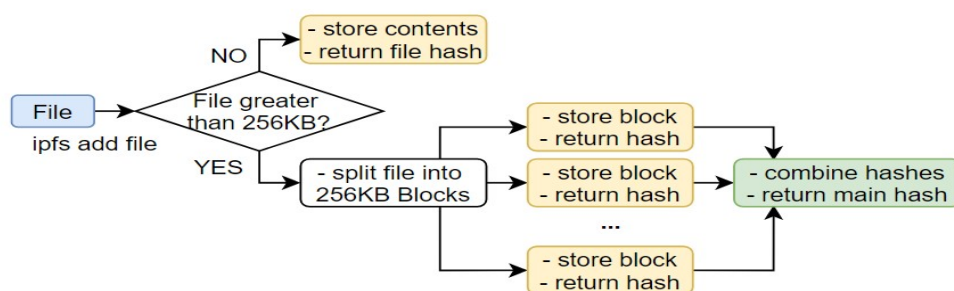 File
ipfs add file
File greater
than 256KB?
NO
- store contents
- return file hash
YES
- split file into
256KB Blocks
- store block
- return hash
- store block
- return hash
...
- store block
- return hash
- combine hashes
- return main hash